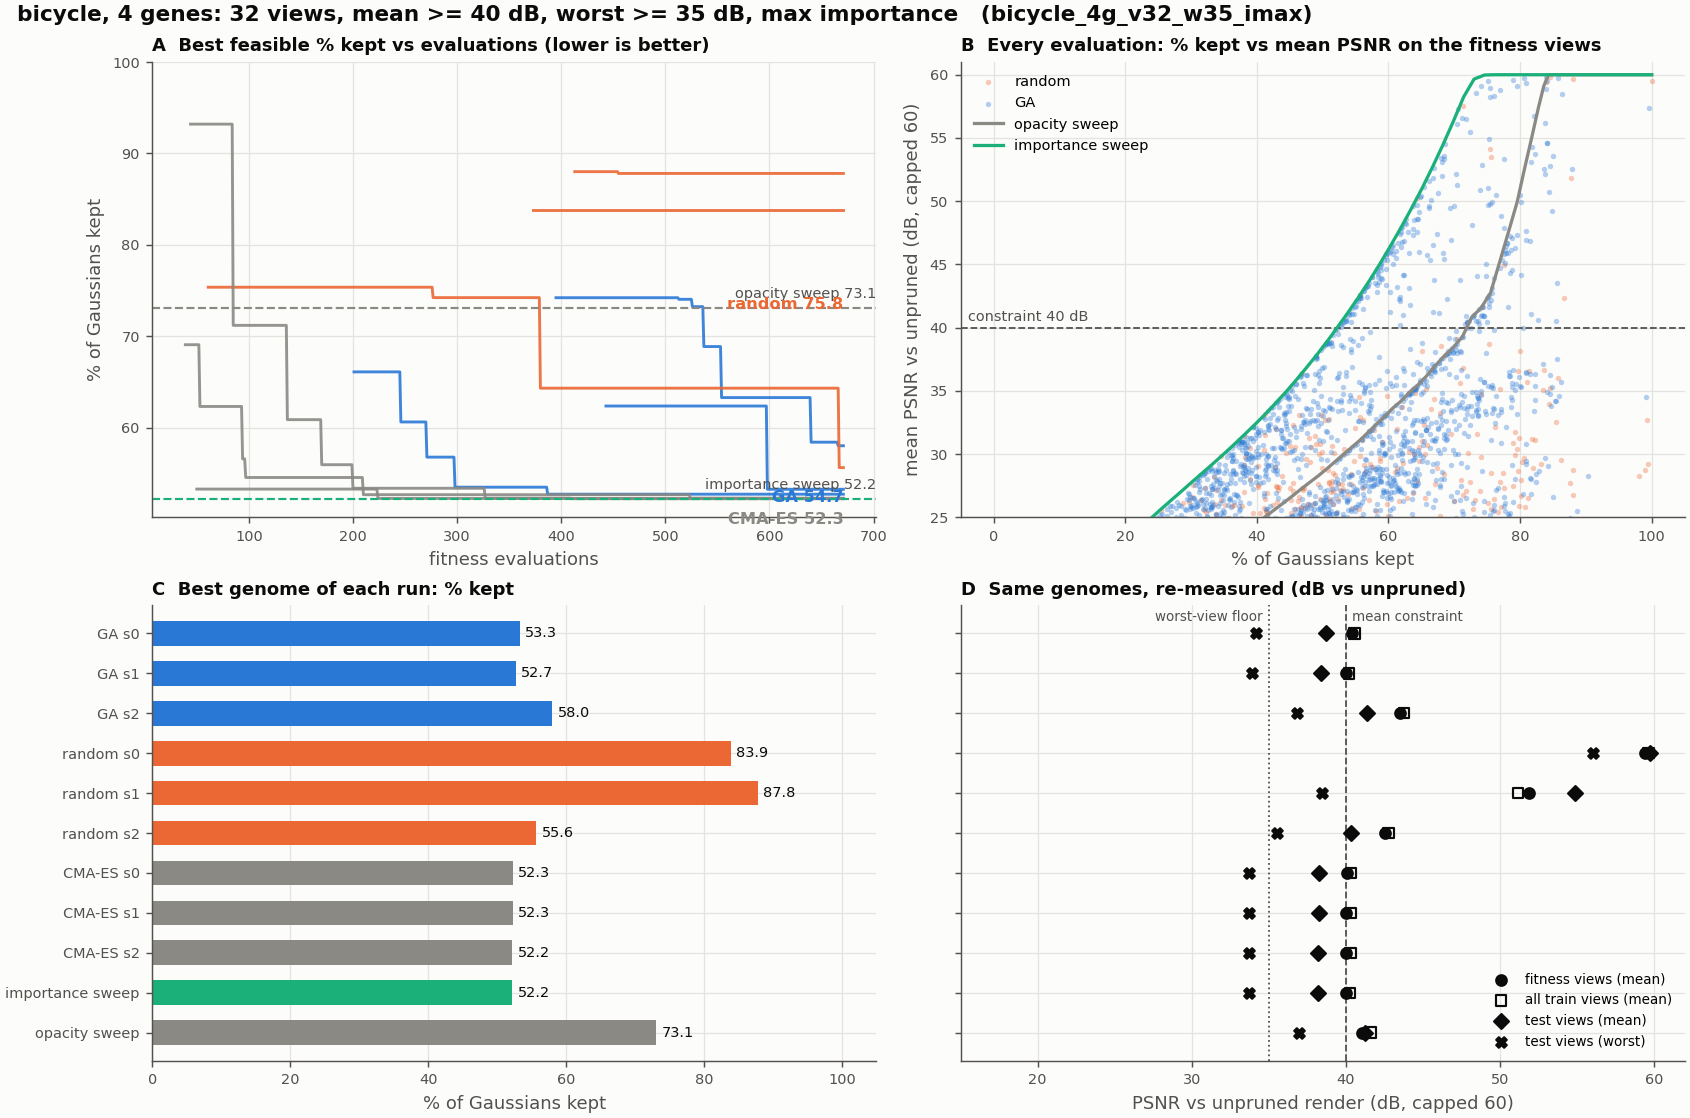 bicycle, 4 genes: 32 views, mean >= 40 dB, worst >= 35 dB, max importance (bicycle_4g_v32_w35_imax)
A Best feasible % kept vs evaluations (lower is better)
100
90
80
70
60
% of Gaussians kept
opacity sweep 73.1
random 75.8
importance sweep 52.2
GA 54.7
CMA-ES 52.3
100 200 300 400 500 600 700
fitness evaluations
B Every evaluation: % kept vs mean PSNR on the fitness views
random
GA
opacity sweep
importance sweep
constraint 40 dB
60
55
50
45
40
35
30
25
mean PSNR vs unpruned (dB, capped 60)
0 20 40 60 80 100
% of Gaussians kept
C Best genome of each run: % kept
GA s0 53.3
GA s1 52.7
GA s2 58.0
random s0 83.9
random s1 87.8
random s2 55.6
CMA-ES s0 52.3
CMA-ES s1 52.3
CMA-ES s2 52.2
importance sweep 52.2
opacity sweep 73.1
0 20 40 60 80 100
% of Gaussians kept
D Same genomes, re-measured (dB vs unpruned)
worst-view floor mean constraint
fitness views (mean)
all train views (mean)
test views (mean)
test views (worst)
20 30 40 50 60
PSNR vs unpruned render (dB, capped 60)